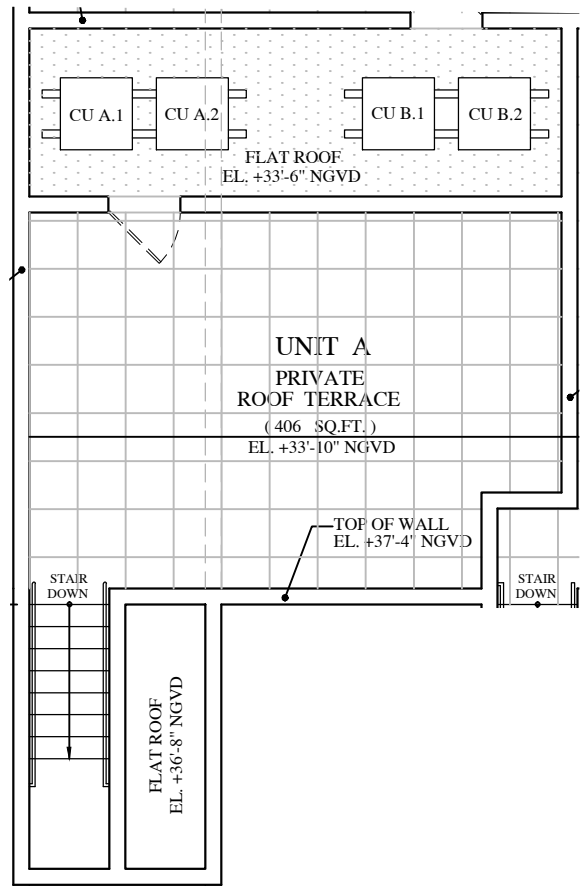 CU A.1
CU A.2
CU B.1
CU B.2
FLAT ROOF
EL. +33'-6" NGVD
UNIT A
PRIVATE
ROOF TERRACE
( 406 SQ.FT. )
EL. +33'-10" NGVD
TOP OF WALL
EL. +37'-4" NGVD
STAIR
DOWN
STAIR
DOWN
FLAT ROOF
EL. +36'-8" NGVD